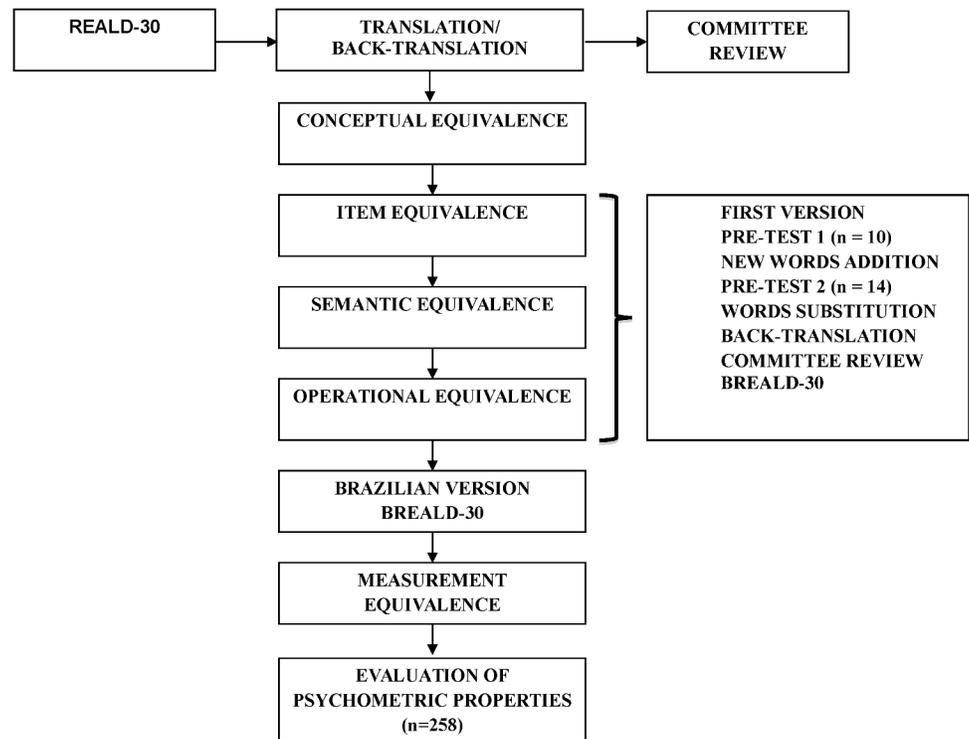 REALD-30
TRANSLATION/
BACK-TRANSLATION
COMMITTEE
REVIEW
CONCEPTUAL EQUIVALENCE
ITEM EQUIVALENCE
SEMANTIC EQUIVALENCE
OPERATIONAL EQUIVALENCE
FIRST VERSION
PRE-TEST 1 (n = 10)
NEW WORDS ADDITION
PRE-TEST 2 (n = 14)
WORDS SUBSTITUTION
BACK-TRANSLATION
COMMITTEE REVIEW
BREALD-30
BRAZILIAN VERSION
BREALD-30
MEASUREMENT
EQUIVALENCE
EVALUATION OF
PSYCHOMETRIC PROPERTIES
(n=258)